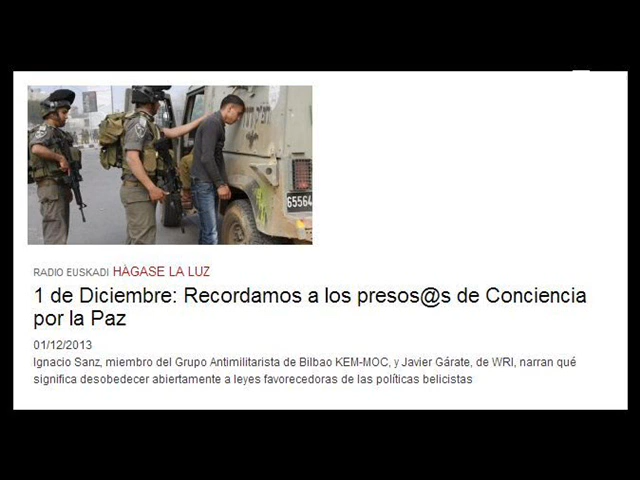 65564
RADIO EUSKADI HÀGASE LA LUZ
1 de Diciembre: Recordamos a los presos@s de Conciencia
por la Paz
01/12/2013
Ignacio Sanz, miembro del Grupo Antimilitarista de Bilbao KEM-MOC, y Javier Gárate, de WRI, narran qué
significa desobedecer abiertamente a leyes favorecedoras de las políticas belicistas